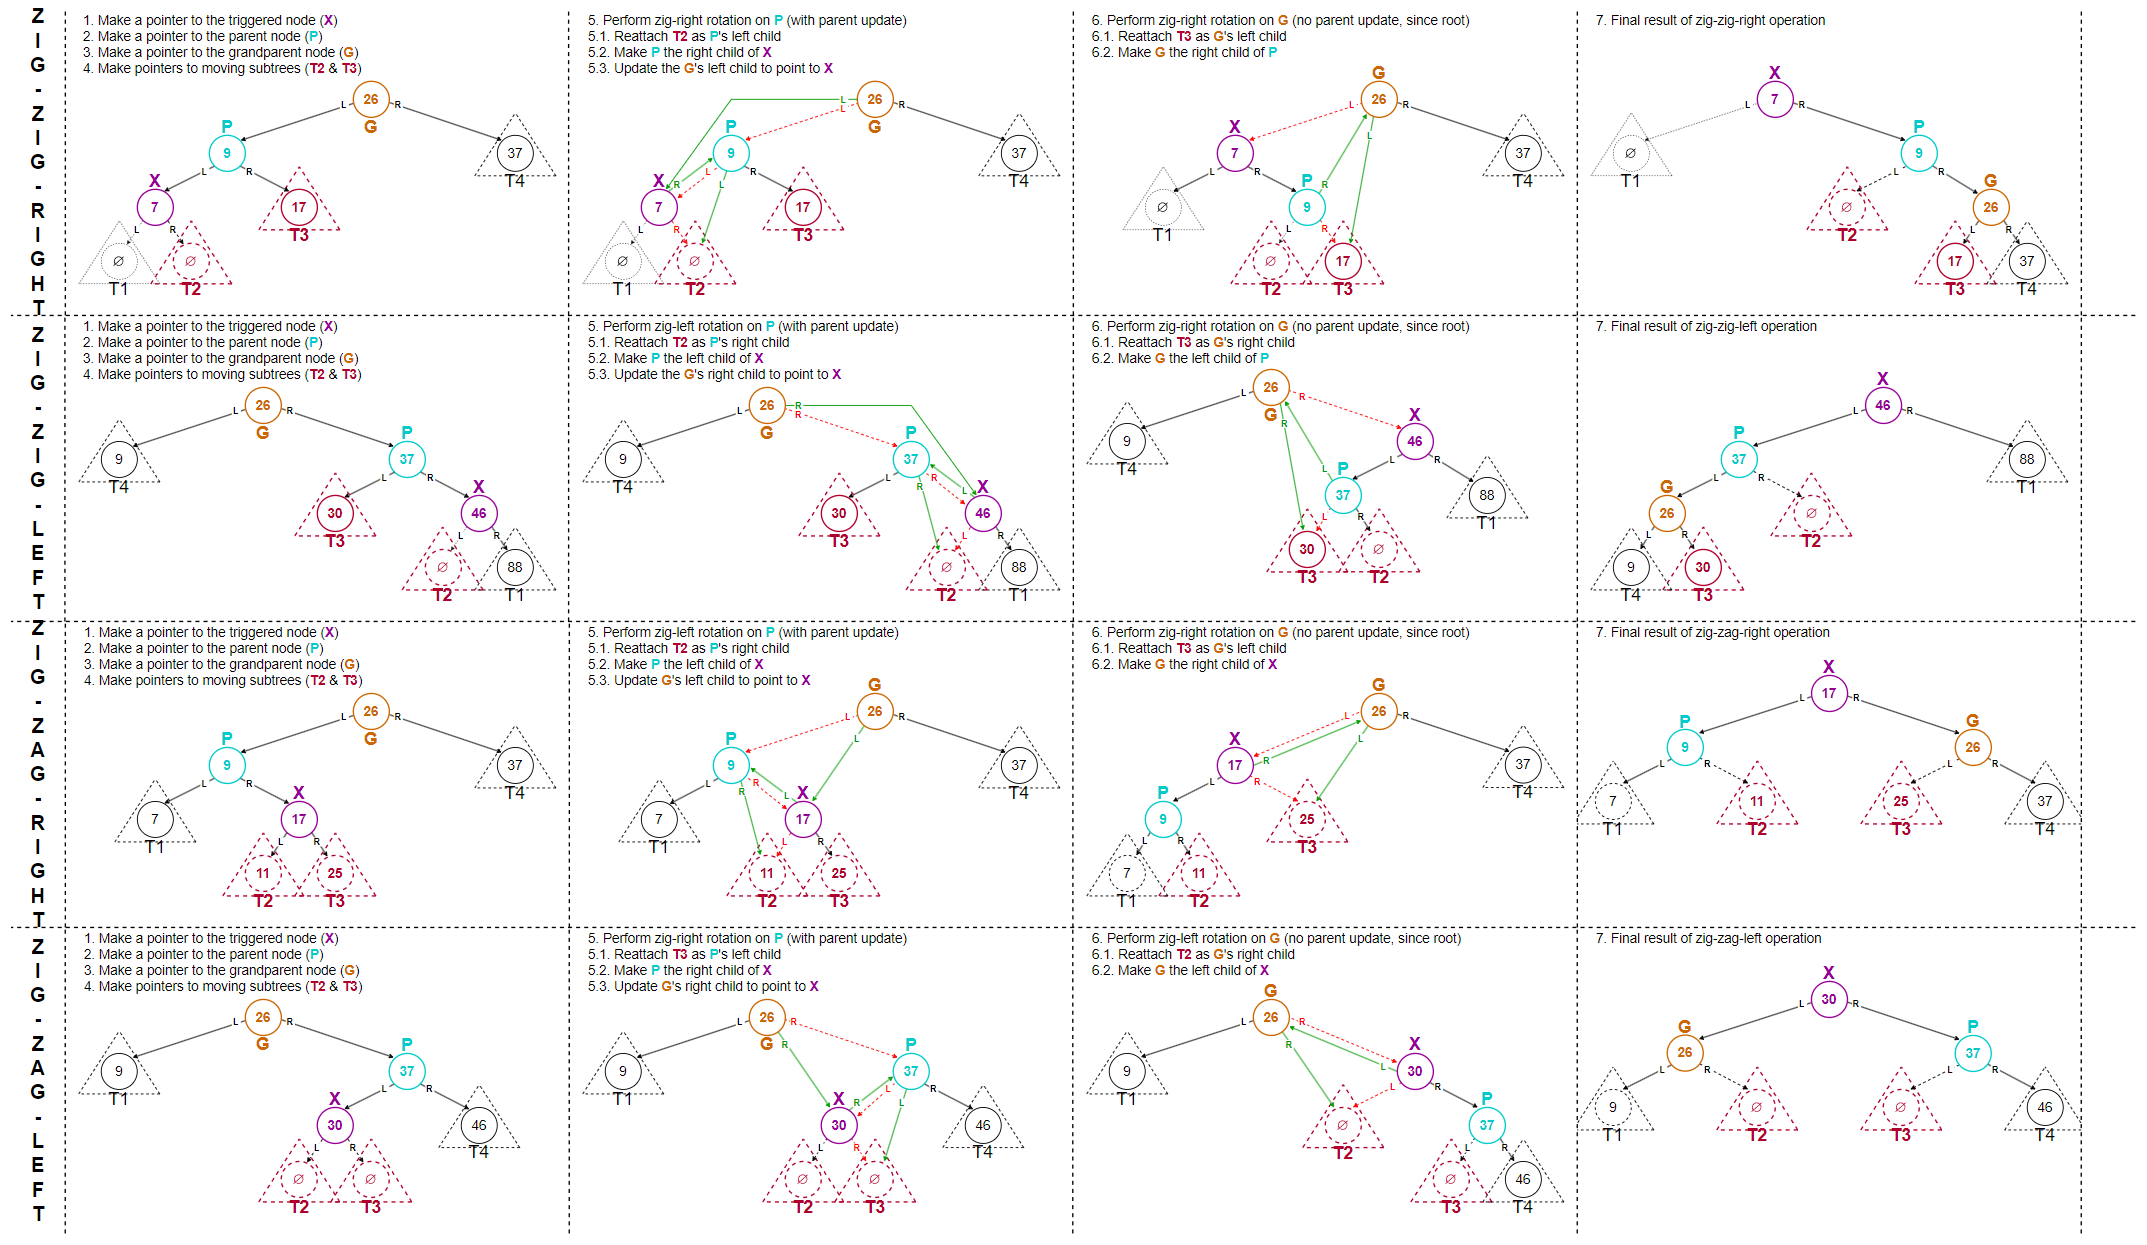 ZIG-ZIG-RIGHT
1. Make a pointer to the triggered node (X)
2. Make a pointer to the parent node (P)
3. Make a pointer to the grandparent node (G)
4. Make pointers to moving subtrees (T2 & T3)
26
L R
P G
9 37
L R T4
X
7 17
L R T3
∅ ∅
T1 T2
5. Perform zig-right rotation on P (with parent update)
5.1. Reattach T2 as P's left child
5.2. Make P the right child of X
5.3. Update the G's left child to point to X
L 26 R
L
P G
9 37
L R T4
X R L
7 17
L R T3
∅ ∅
T1 T2
6. Perform zig-right rotation on G (no parent update, since root)
6.1. Reattach T3 as G's left child
6.2. Make G the right child of P
G
L 26 R
X L
7 37
L R T4
P R
∅ 9
T1 L R
∅ 17
T2 T3
7. Final result of zig-zig-right operation
X
7
L R
P
∅ 9
T1 L R
G
∅ 26
T2 L R
17 37
T3 T4
ZIG-ZIG-LEFT
1. Make a pointer to the triggered node (X)
2. Make a pointer to the parent node (P)
3. Make a pointer to the grandparent node (G)
4. Make pointers to moving subtrees (T2 & T3)
26
L R
G P
9 37
T4 L R
X
30 46
T3 L R
∅ 88
T2 T1
5. Perform zig-left rotation on P (with parent update)
5.1. Reattach T2 as P's right child
5.2. Make P the left child of X
5.3. Update the G's right child to point to X
26 R
L R
G P
9 37
T4 L R
R L X
30 46
T3 L R
∅ 88
T2 T1
6. Perform zig-right rotation on G (no parent update, since root)
6.1. Reattach T3 as G's right child
6.2. Make G the left child of P
26
L R
G X
R
9 46
T4 L R
L P
37 88
L R T1
30 ∅
T3 T2
7. Final result of zig-zig-left operation
X
46
L R
P
37 88
L R T1
G
26 ∅
L R T2
9 30
T4 T3
ZIG-ZAG-RIGHT
1. Make a pointer to the triggered node (X)
2. Make a pointer to the parent node (P)
3. Make a pointer to the grandparent node (G)
4. Make pointers to moving subtrees (T2 & T3)
26
L R
P G
9 37
L R T4
X
7 17
T1 L R
11 25
T2 T3
5. Perform zig-left rotation on P (with parent update)
5.1. Reattach T2 as P's right child
5.2. Make P the left child of X
5.3. Update G's left child to point to X
G
26
L R
P L
9 37
L R T4
R L X
7 17
T1 L R
11 25
T2 T3
6. Perform zig-right rotation on G (no parent update, since root)
6.1. Reattach T3 as G's left child
6.2. Make G the right child of X
G
26
L R
X L
17 R 37
L R T4
P
9 25
L R T3
7 11
T1 T2
7. Final result of zig-zag-right operation
X
17
L R
P G
9 26
L R L R
7 11 25 37
T1 T2 T3 T4
ZIG-ZAG-LEFT
1. Make a pointer to the triggered node (X)
2. Make a pointer to the parent node (P)
3. Make a pointer to the grandparent node (G)
4. Make pointers to moving subtrees (T2 & T3)
26
L R
G P
9 37
T1 L R
X
30 46
L R T4
∅ ∅
T2 T3
5. Perform zig-right rotation on P (with parent update)
5.1. Reattach T3 as P's left child
5.2. Make P the right child of X
5.3. Update G's right child to point to X
26
L R
G R P
9 37
T1 L R
X R L
30 46
L R T4
∅ ∅
T2 T3
6. Perform zig-left rotation on G (no parent update, since root)
6.1. Reattach T2 as G's right child
6.2. Make G the left child of X
G
26
L R
R X
9 L 30
T1 L R
P
∅ 37
T2 L R
∅ 46
T3 T4
7. Final result of zig-zag-left operation
X
30
L R
G P
26 37
L R L R
9 ∅ ∅ 46
T1 T2 T3 T4